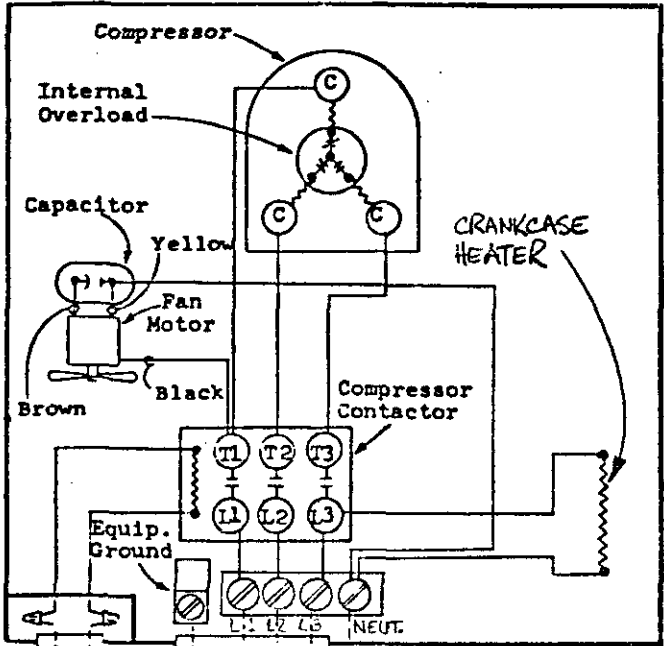 Compressor
Internal
Overload
C
C
C
Capacitor
Yellow
CRANKCASE
HEATER
Fan
Motor
Black
Brown
Compressor
Contactor
T1 T2 T3
L1 L2 L3
Equip.
Ground
L1 L2 L3 NEUT.